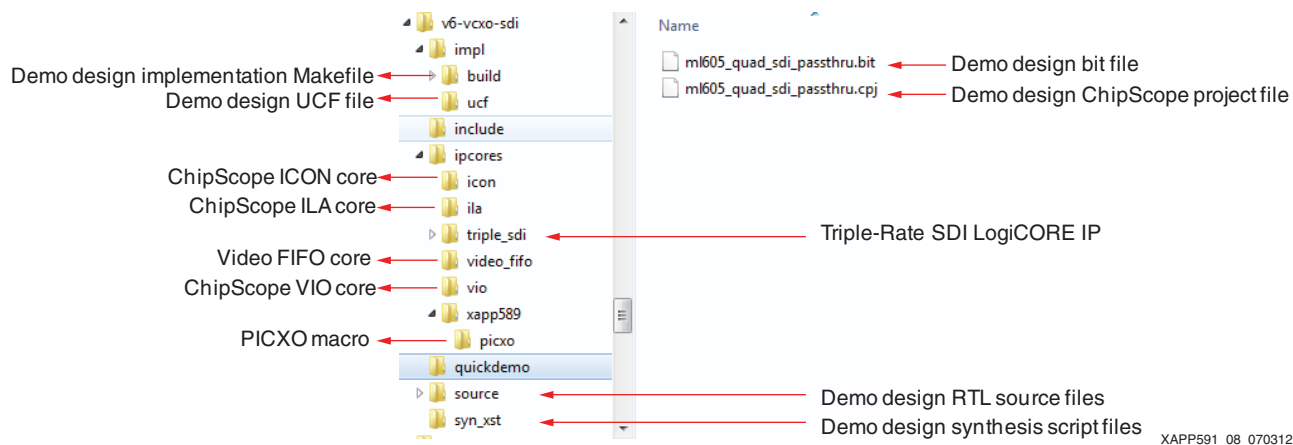 v6-vcxo-sdi
Name
impl
Demo design implementation Makefile
build
ml605_quad_sdi_passthru.bit
Demo design bit file
Demo design UCF file
ucf
ml605_quad_sdi_passthru.cpj
Demo design ChipScope project file
include
ipcores
ChipScope ICON core
icon
ChipScope ILA core
ila
triple_sdi
Triple-Rate SDI LogiCORE IP
Video FIFO core
video_fifo
ChipScope VIO core
vio
xapp589
PICXO macro
picxo
quickdemo
source
Demo design RTL source files
syn_xst
Demo design synthesis script files
XAPP591_08_070312